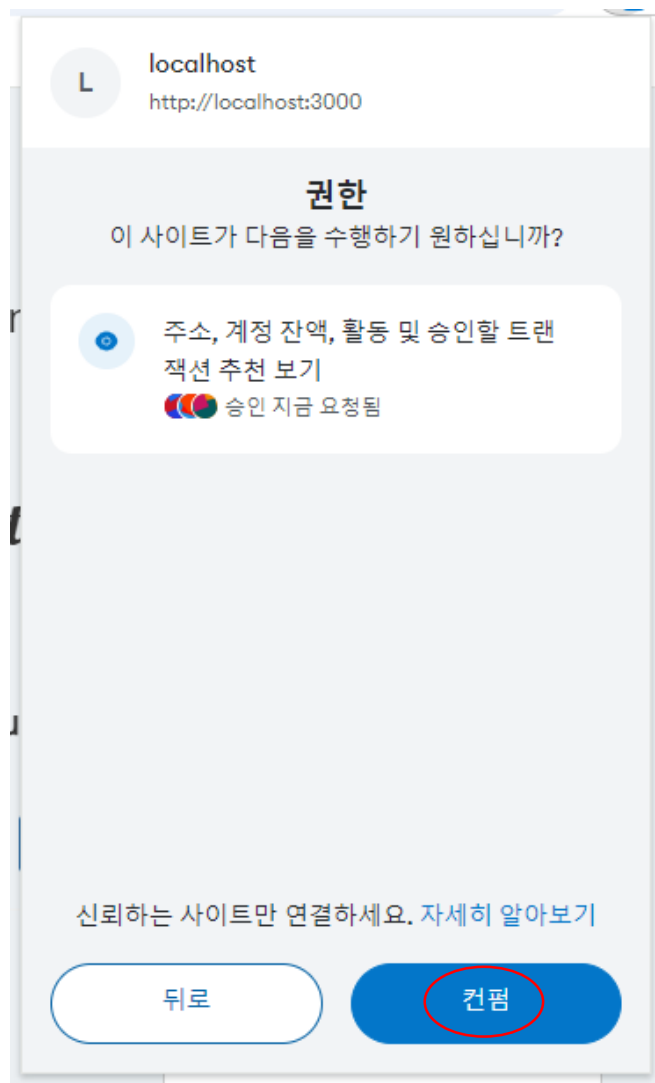 L
localhost
http://localhost:3000
권한
이 사이트가 다음을 수행하기 원하십니까?
주소, 계정 잔액, 활동 및 승인할 트랜
잭션 추천 보기
승인 지금 요청됨
신뢰하는 사이트만 연결하세요. 자세히 알아보기
뒤로
컨펌